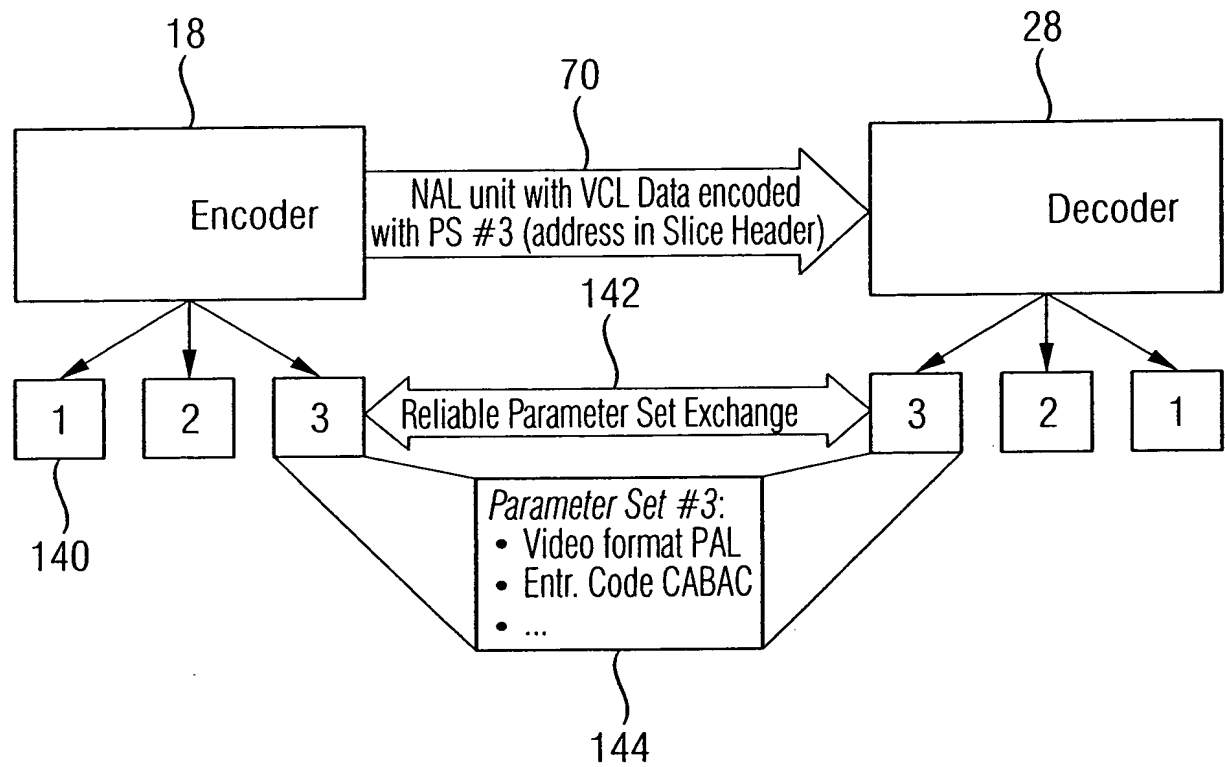 18
28
70
Encoder
NAL unit with VCL Data encoded
with PS #3 (address in Slice Header)
Decoder
142
1
2
3
Reliable Parameter Set Exchange
3
2
1
140
Parameter Set #3:
• Video format PAL
• Entr. Code CABAC
• ...
144